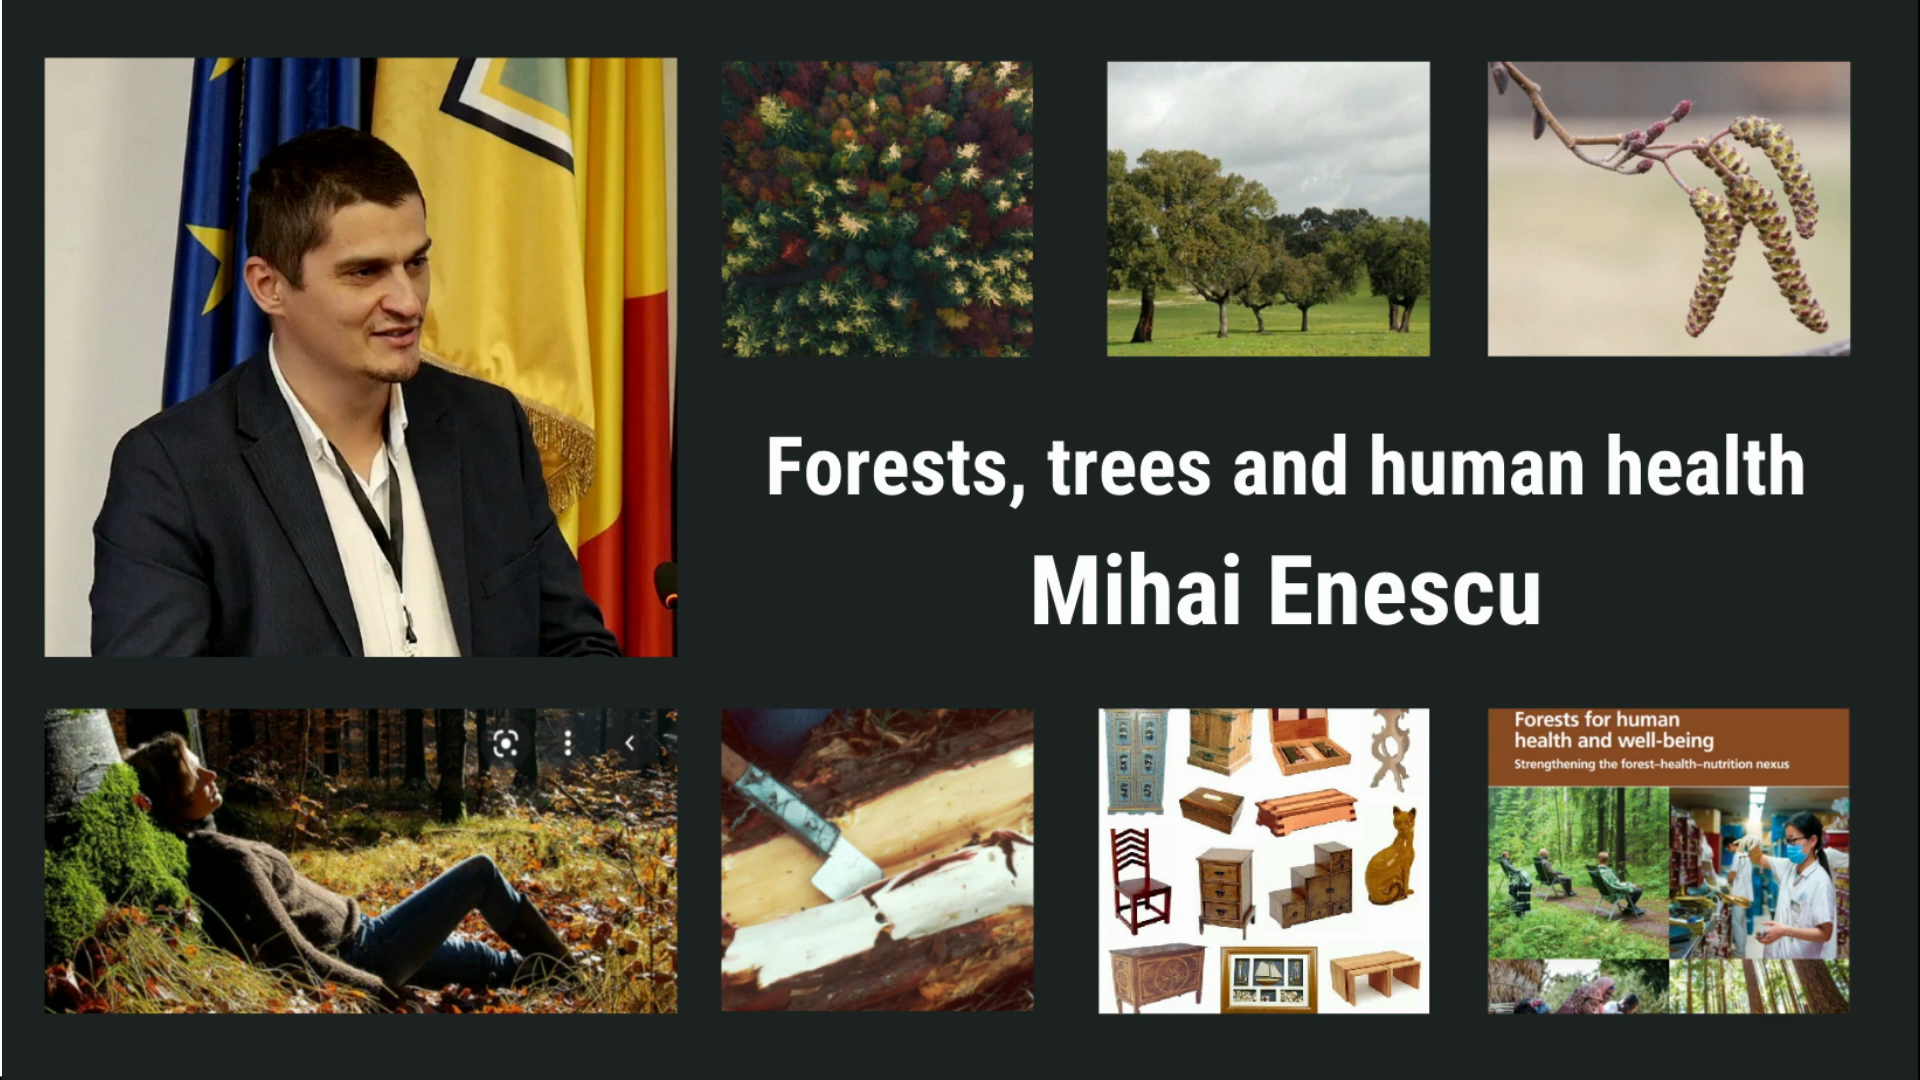 Forests, trees and human health
Mihai Enescu
Forests for human
health and well-being
Strengthening the forest–health–nutrition nexus